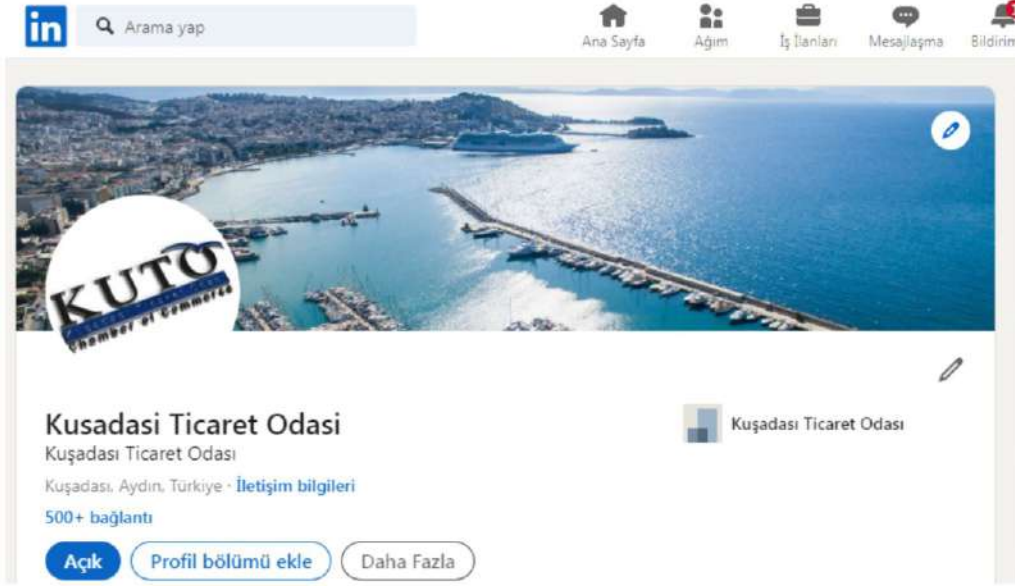 in
Arama yap
Ana Sayfa
Ağım
İş İlanları
Mesajlaşma
Bildirim
KUTO
Chamber of Commerce
Kusadasi Ticaret Odasi
Kuşadası Ticaret Odası
Kuşadası Ticaret Odası
Kuşadası, Aydın, Türkiye · İletişim bilgileri
500+ bağlantı
Açık
Profil bölümü ekle
Daha Fazla